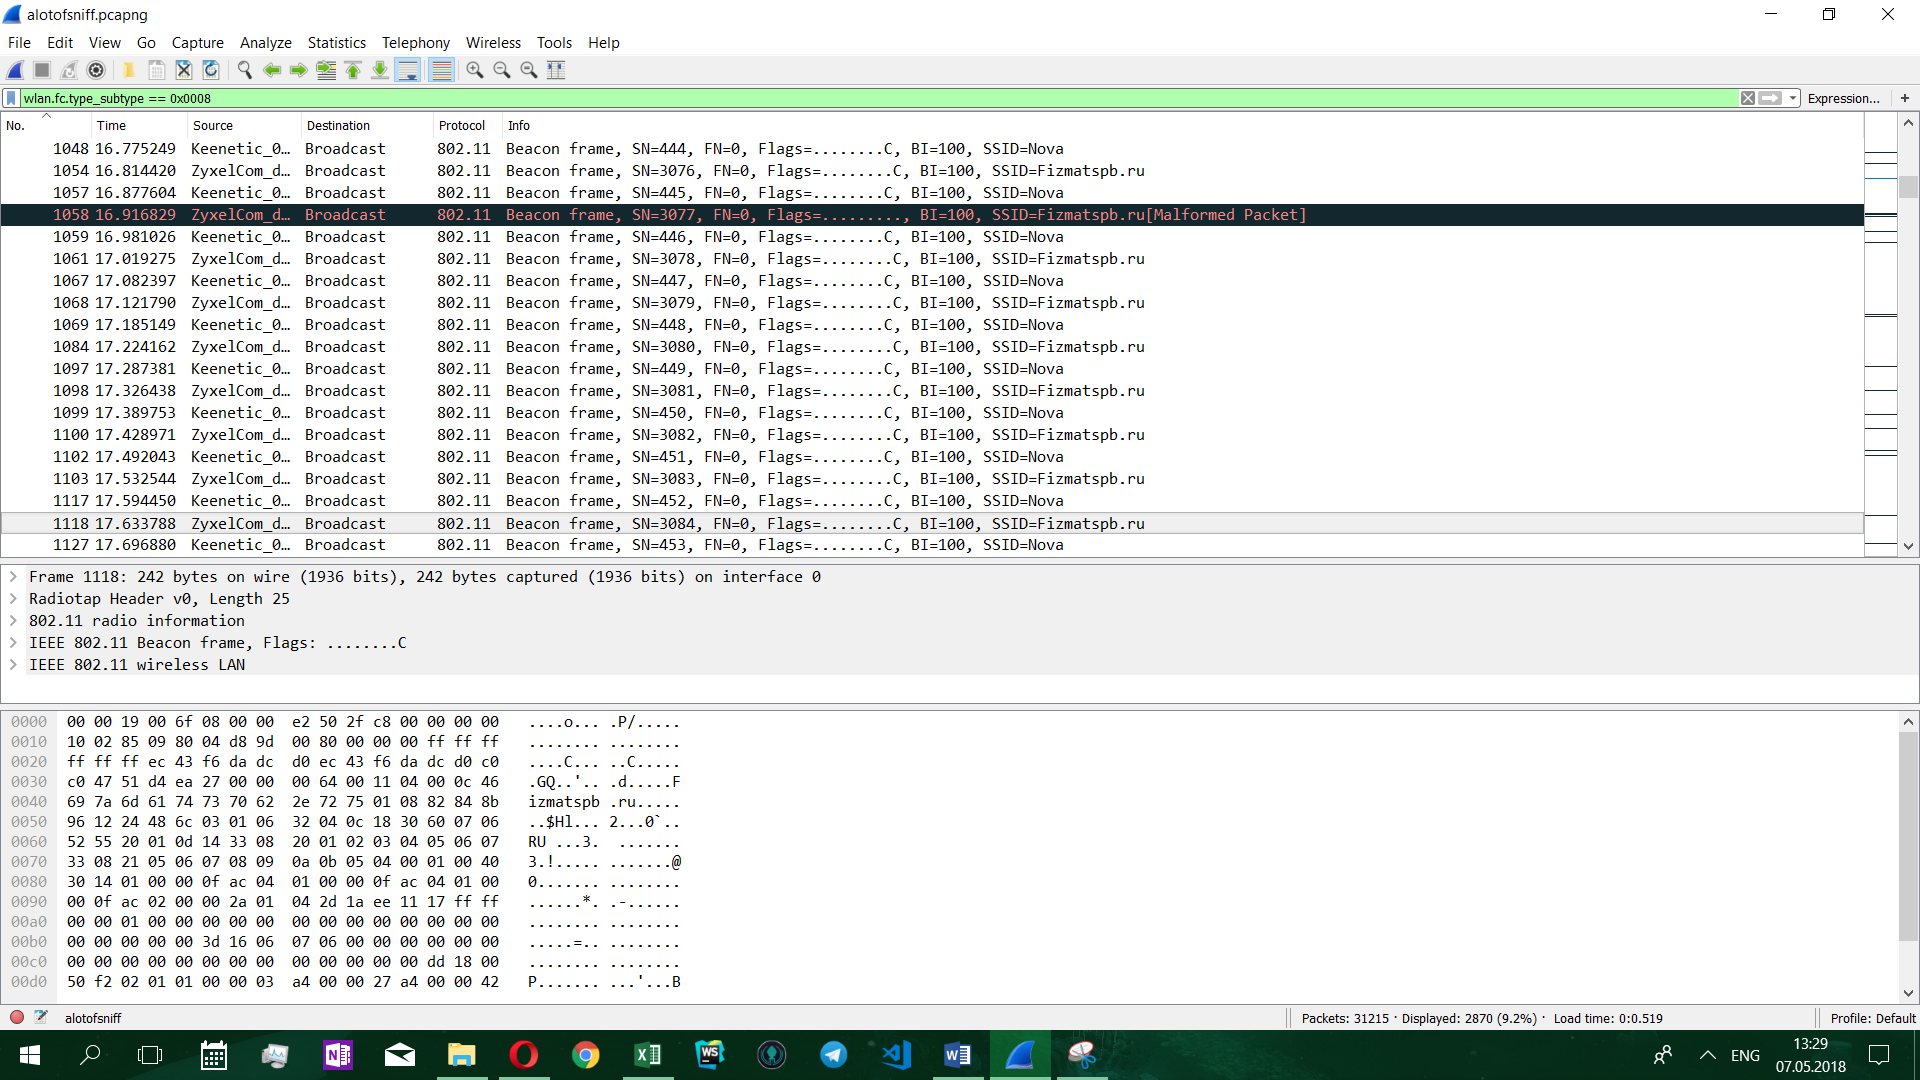 alotofsniff.pcapng
File Edit View Go Capture Analyze Statistics Telephony Wireless Tools Help
wlan.fc.type_subtype == 0x0008 Expression... +
No. Time Source Destination Protocol Info
1048 16.775249 Keenetic_0… Broadcast 802.11 Beacon frame, SN=444, FN=0, Flags=........C, BI=100, SSID=Nova
1054 16.814420 ZyxelCom_d… Broadcast 802.11 Beacon frame, SN=3076, FN=0, Flags=........C, BI=100, SSID=Fizmatspb.ru
1057 16.877604 Keenetic_0… Broadcast 802.11 Beacon frame, SN=445, FN=0, Flags=........C, BI=100, SSID=Nova
1058 16.916829 ZyxelCom_d… Broadcast 802.11 Beacon frame, SN=3077, FN=0, Flags=........., BI=100, SSID=Fizmatspb.ru[Malformed Packet]
1059 16.981026 Keenetic_0… Broadcast 802.11 Beacon frame, SN=446, FN=0, Flags=........C, BI=100, SSID=Nova
1061 17.019275 ZyxelCom_d… Broadcast 802.11 Beacon frame, SN=3078, FN=0, Flags=........C, BI=100, SSID=Fizmatspb.ru
1067 17.082397 Keenetic_0… Broadcast 802.11 Beacon frame, SN=447, FN=0, Flags=........C, BI=100, SSID=Nova
1068 17.121790 ZyxelCom_d… Broadcast 802.11 Beacon frame, SN=3079, FN=0, Flags=........C, BI=100, SSID=Fizmatspb.ru
1069 17.185149 Keenetic_0… Broadcast 802.11 Beacon frame, SN=448, FN=0, Flags=........C, BI=100, SSID=Nova
1084 17.224162 ZyxelCom_d… Broadcast 802.11 Beacon frame, SN=3080, FN=0, Flags=........C, BI=100, SSID=Fizmatspb.ru
1097 17.287381 Keenetic_0… Broadcast 802.11 Beacon frame, SN=449, FN=0, Flags=........C, BI=100, SSID=Nova
1098 17.326438 ZyxelCom_d… Broadcast 802.11 Beacon frame, SN=3081, FN=0, Flags=........C, BI=100, SSID=Fizmatspb.ru
1099 17.389753 Keenetic_0… Broadcast 802.11 Beacon frame, SN=450, FN=0, Flags=........C, BI=100, SSID=Nova
1100 17.428971 ZyxelCom_d… Broadcast 802.11 Beacon frame, SN=3082, FN=0, Flags=........C, BI=100, SSID=Fizmatspb.ru
1102 17.492043 Keenetic_0… Broadcast 802.11 Beacon frame, SN=451, FN=0, Flags=........C, BI=100, SSID=Nova
1103 17.532544 ZyxelCom_d… Broadcast 802.11 Beacon frame, SN=3083, FN=0, Flags=........C, BI=100, SSID=Fizmatspb.ru
1117 17.594450 Keenetic_0… Broadcast 802.11 Beacon frame, SN=452, FN=0, Flags=........C, BI=100, SSID=Nova
1118 17.633788 ZyxelCom_d… Broadcast 802.11 Beacon frame, SN=3084, FN=0, Flags=........C, BI=100, SSID=Fizmatspb.ru
1127 17.696880 Keenetic_0… Broadcast 802.11 Beacon frame, SN=453, FN=0, Flags=........C, BI=100, SSID=Nova
Frame 1118: 242 bytes on wire (1936 bits), 242 bytes captured (1936 bits) on interface 0
Radiotap Header v0, Length 25
802.11 radio information
IEEE 802.11 Beacon frame, Flags: ........C
IEEE 802.11 wireless LAN
0000 00 00 19 00 6f 08 00 00 e2 50 2f c8 00 00 00 00 ....o... .P/.....
0010 10 02 85 09 80 04 d8 9d 00 80 00 00 00 ff ff ff ........ ........
0020 ff ff ff ec 43 f6 da dc d0 ec 43 f6 da dc d0 c0 ....C... ..C.....
0030 c0 47 51 d4 ea 27 00 00 00 64 00 11 04 00 0c 46 .GQ..'.. .d.....F
0040 69 7a 6d 61 74 73 70 62 2e 72 75 01 08 82 84 8b izmatspb .ru.....
0050 96 12 24 48 6c 03 01 06 32 04 0c 18 30 60 07 06 ..$Hl... 2...0`..
0060 52 55 20 01 0d 14 33 08 20 01 02 03 04 05 06 07 RU ...3.  .......
0070 33 08 21 05 06 07 08 09 0a 0b 05 04 00 01 00 40 3.!..... .......@
0080 30 14 01 00 00 0f ac 04 01 00 00 0f ac 04 01 00 0....... ........
0090 00 0f ac 02 00 00 2a 01 04 2d 1a ee 11 17 ff ff ......*. .-......
00a0 00 00 01 00 00 00 00 00 00 00 00 00 00 00 00 00 ........ ........
00b0 00 00 00 00 00 3d 16 06 07 06 00 00 00 00 00 00 .....=.. ........
00c0 00 00 00 00 00 00 00 00 00 00 00 00 00 dd 18 00 ........ ........
00d0 50 f2 02 01 01 00 00 03 a4 00 00 27 a4 00 00 42 P....... ...'...B
alotofsniff Packets: 31215 · Displayed: 2870 (9.2%) · Load time: 0:0.519 Profile: Default
ENG 13:29
07.05.2018